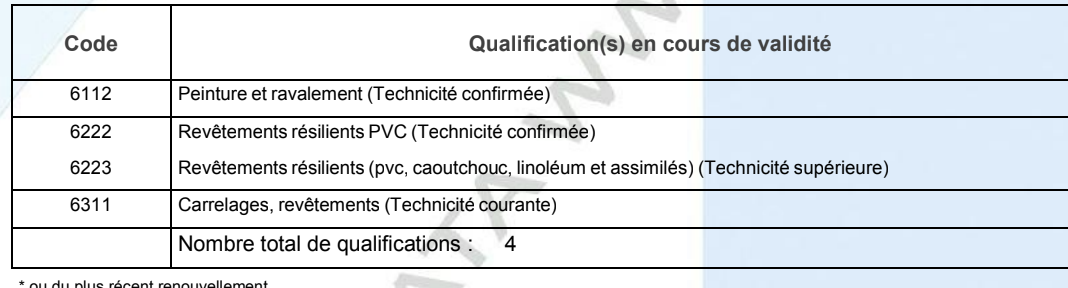 Code Qualification(s) en cours de validité
6112 Peinture et ravalement (Technicité confirmée)
6222 Revêtements résilients PVC (Technicité confirmée)
6223 Revêtements résilients (pvc, caoutchouc, linoléum et assimilés) (Technicité supérieure)
6311 Carrelages, revêtements (Technicité courante)
Nombre total de qualifications : 4
* ou du plus récent renouvellement